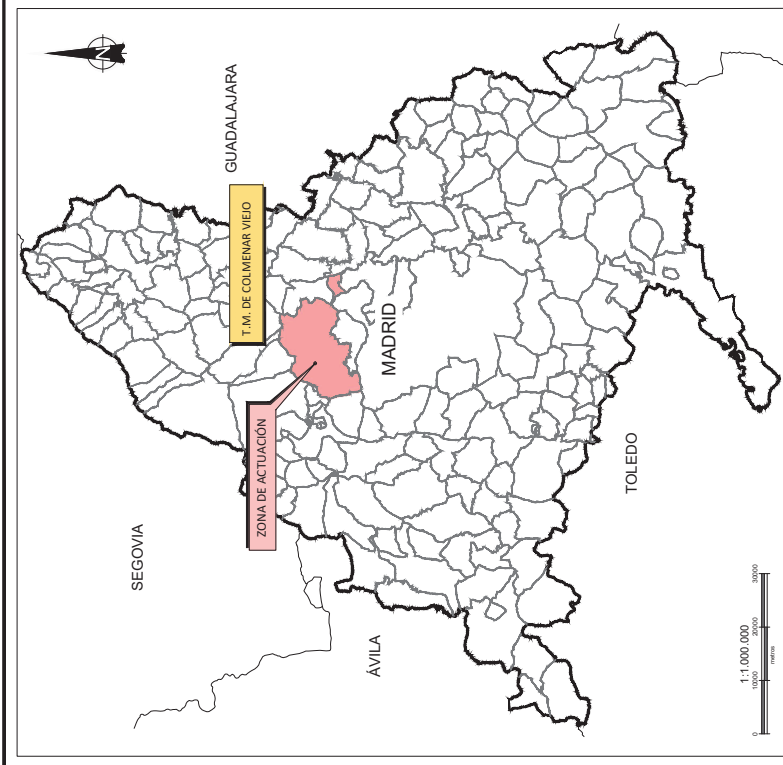 N
GUADALAJARA
SEGOVIA
T.M. DE COLMENAR VIEJO
ZONA DE ACTUACIÓN
MADRID
ÁVILA
TOLEDO
1:1.000.000
0 10000 20000 30000
metros